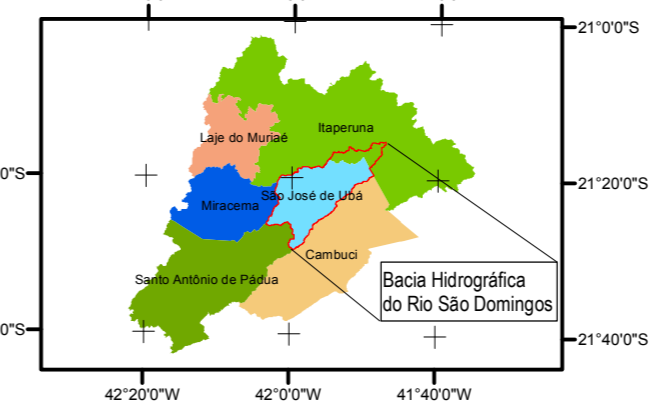 21°0'0"S
Itaperuna
Laje do Muriaé
0"S
21°20'0"S
São José de Ubá
Miracema
Cambuci
Santo Antônio de Pádua
Bacia Hidrográfica
do Rio São Domingos
0"S
21°40'0"S
42°20'0"W
42°0'0"W
41°40'0"W